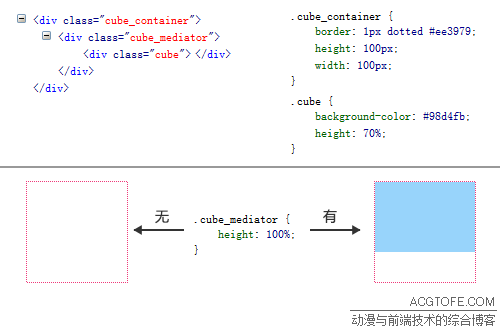 <div class="cube_container">
<div class="cube_mediator">
<div class="cube"> </div>
</div>
</div>
.cube_container {
border: 1px dotted #ee3979;
height: 100px;
width: 100px;
}
.cube {
background-color: #98d4fb;
height: 70%;
}
无
.cube_mediator {
height: 100%;
}
有
ACGTOFE.COM
动漫与前端技术的综合博客